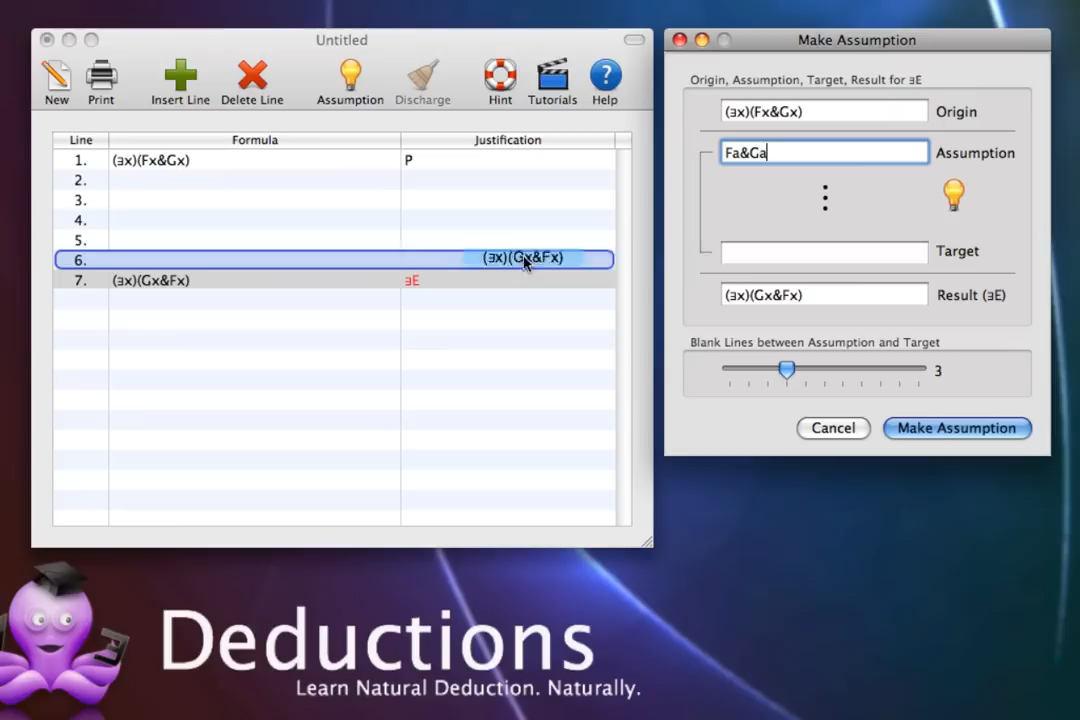 Untitled
New Print Insert Line Delete Line Assumption Discharge Hint Tutorials Help
Line Formula Justification
1. (∃x)(Fx&Gx) P
2.
3.
4.
5.
6. (∃x)(Gx&Fx)
7. (∃x)(Gx&Fx) ∃E
Make Assumption
Origin, Assumption, Target, Result for ∃E
(∃x)(Fx&Gx) Origin
Fa&Ga Assumption
Target
(∃x)(Gx&Fx) Result (∃E)
Blank Lines between Assumption and Target
3
Cancel Make Assumption
Deductions
Learn Natural Deduction. Naturally.